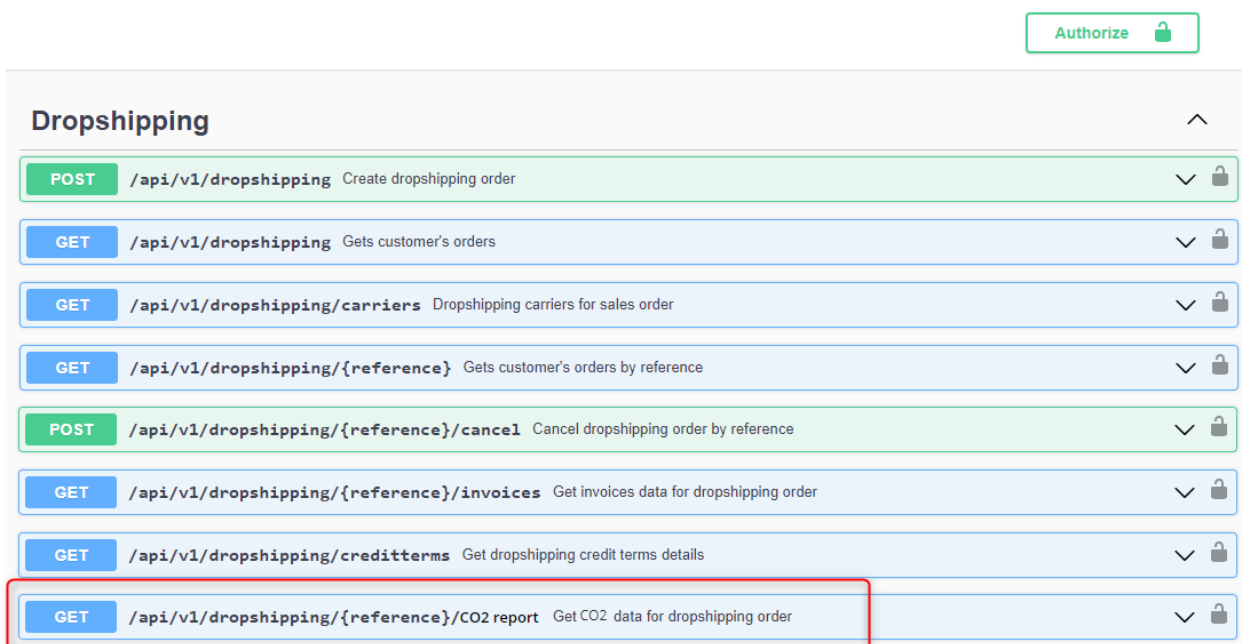 Authorize
Dropshipping
POST /api/v1/dropshipping Create dropshipping order
GET /api/v1/dropshipping Gets customer's orders
GET /api/v1/dropshipping/carriers Dropshipping carriers for sales order
GET /api/v1/dropshipping/{reference} Gets customer's orders by reference
POST /api/v1/dropshipping/{reference}/cancel Cancel dropshipping order by reference
GET /api/v1/dropshipping/{reference}/invoices Get invoices data for dropshipping order
GET /api/v1/dropshipping/creditterms Get dropshipping credit terms details
GET /api/v1/dropshipping/{reference}/CO2 report Get CO2 data for dropshipping order